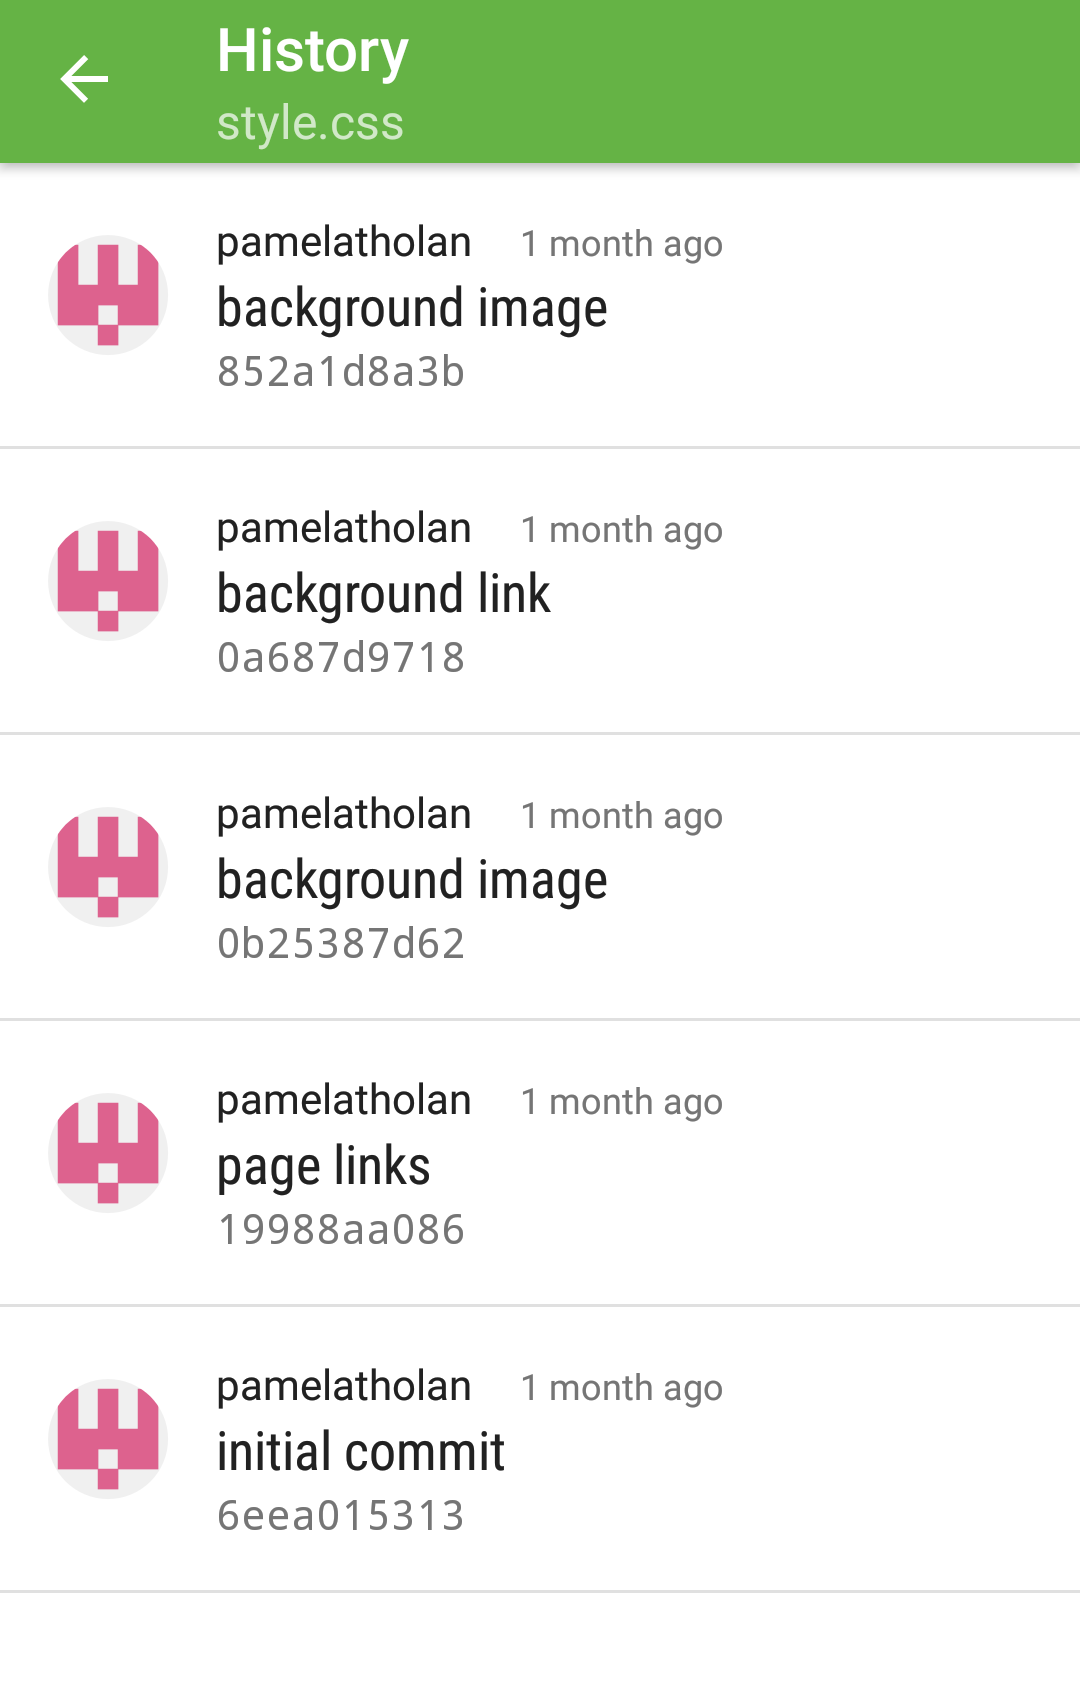 History
style.css
pamelatholan 1 month ago
background image
852a1d8a3b
pamelatholan 1 month ago
background link
0a687d9718
pamelatholan 1 month ago
background image
0b25387d62
pamelatholan 1 month ago
page links
19988aa086
pamelatholan 1 month ago
initial commit
6eea015313